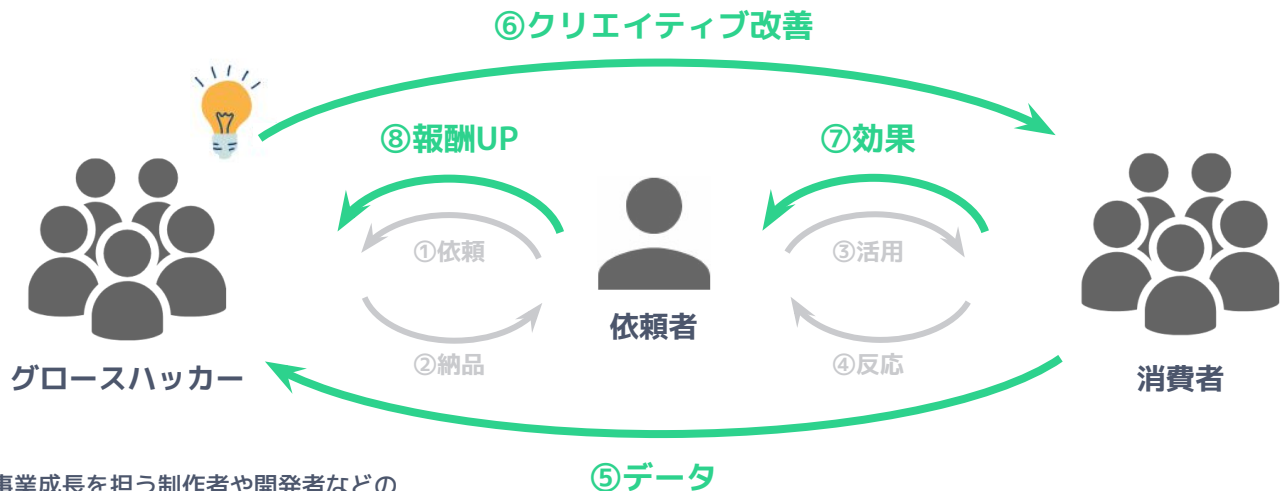 ⑥クリエイティブ改善
⑧報酬UP
⑦効果
①依頼
③活用
依頼者
②納品
④反応
グロースハッカー
消費者
⑤データ
事業成長を担う制作者や開発者などの